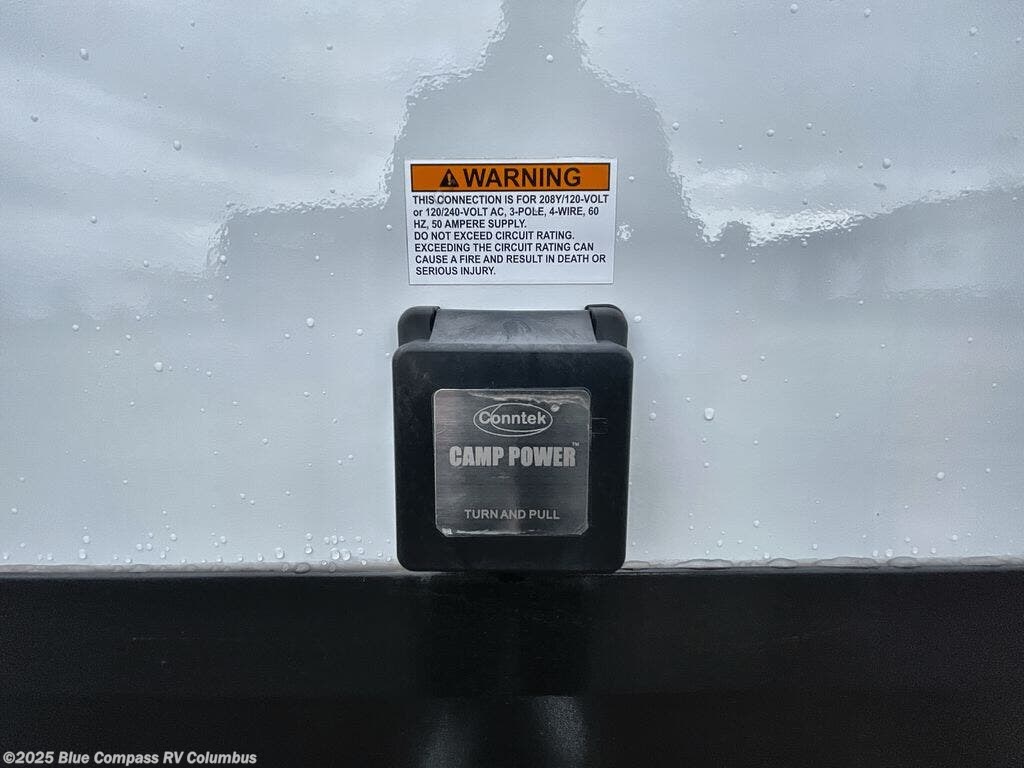 WARNING
THIS CONNECTION IS FOR 208Y/120-VOLT
or 120/240-VOLT AC, 3-POLE, 4-WIRE, 60
HZ, 50 AMPERE SUPPLY.
DO NOT EXCEED CIRCUIT RATING.
EXCEEDING THE CIRCUIT RATING CAN
CAUSE A FIRE AND RESULT IN DEATH OR
SERIOUS INJURY.
Conntek®
CAMP POWER™
TURN AND PULL
©2025 Blue Compass RV Columbus